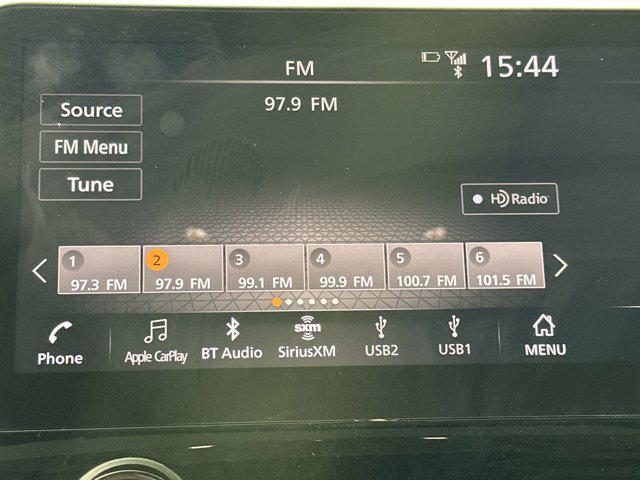 FM
15:44
97.9 FM
Source
FM Menu
Tune
HD Radio
1
97.3 FM
2
97.9 FM
3
99.1 FM
4
99.9 FM
5
100.7 FM
6
101.5 FM
Phone
Apple CarPlay
BT Audio
sxm
SiriusXM
USB2
USB1
MENU